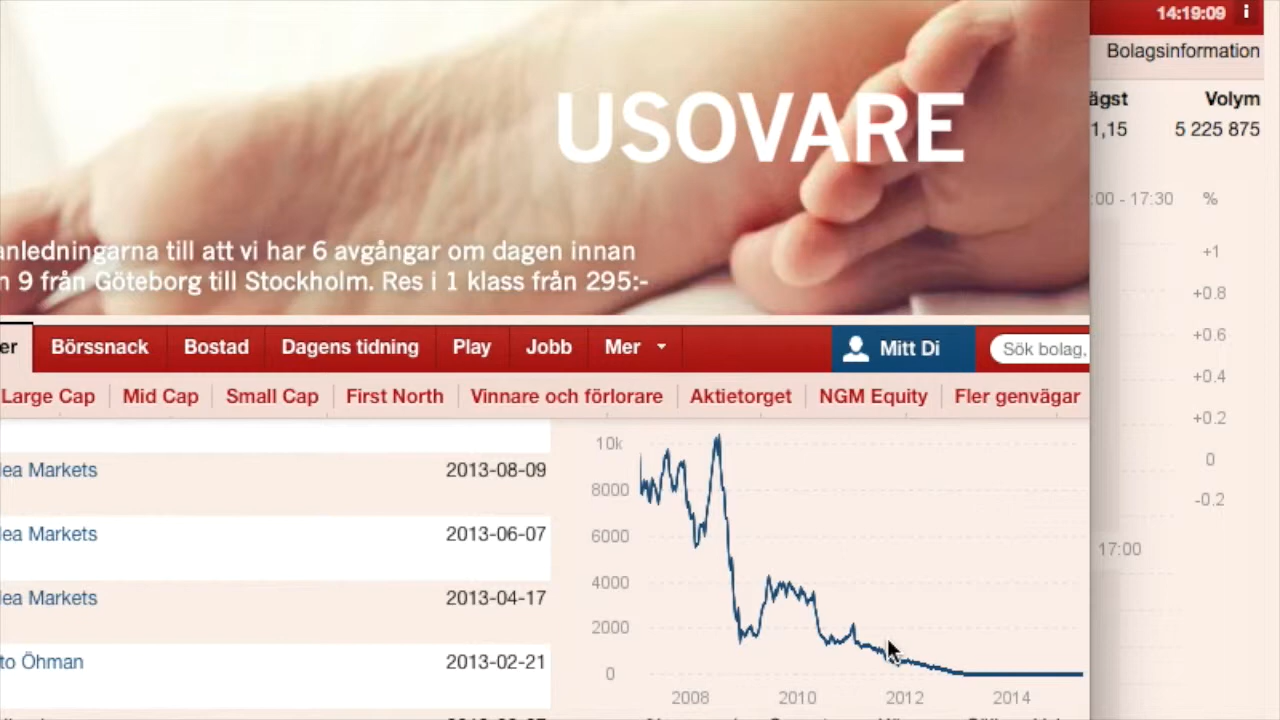 14:19:09 i
Bolagsinformation
ägst Volym
1,15 5 225 875
:00 - 17:30 %
+1
+0.8
+0.6
+0.4
+0.2
0
-0.2
17:00
USOVARE
anledningarna till att vi har 6 avgångar om dagen innan
n 9 från Göteborg till Stockholm. Res i 1 klass från 295:-
er Börssnack Bostad Dagens tidning Play Jobb Mer Mitt Di Sök bolag,
Large Cap Mid Cap Small Cap First North Vinnare och förlorare Aktietorget NGM Equity Fler genvägar
lea Markets 2013-08-09
lea Markets 2013-06-07
lea Markets 2013-04-17
to Öhman 2013-02-21
10k
8000
6000
4000
2000
0
2008 2010 2012 2014